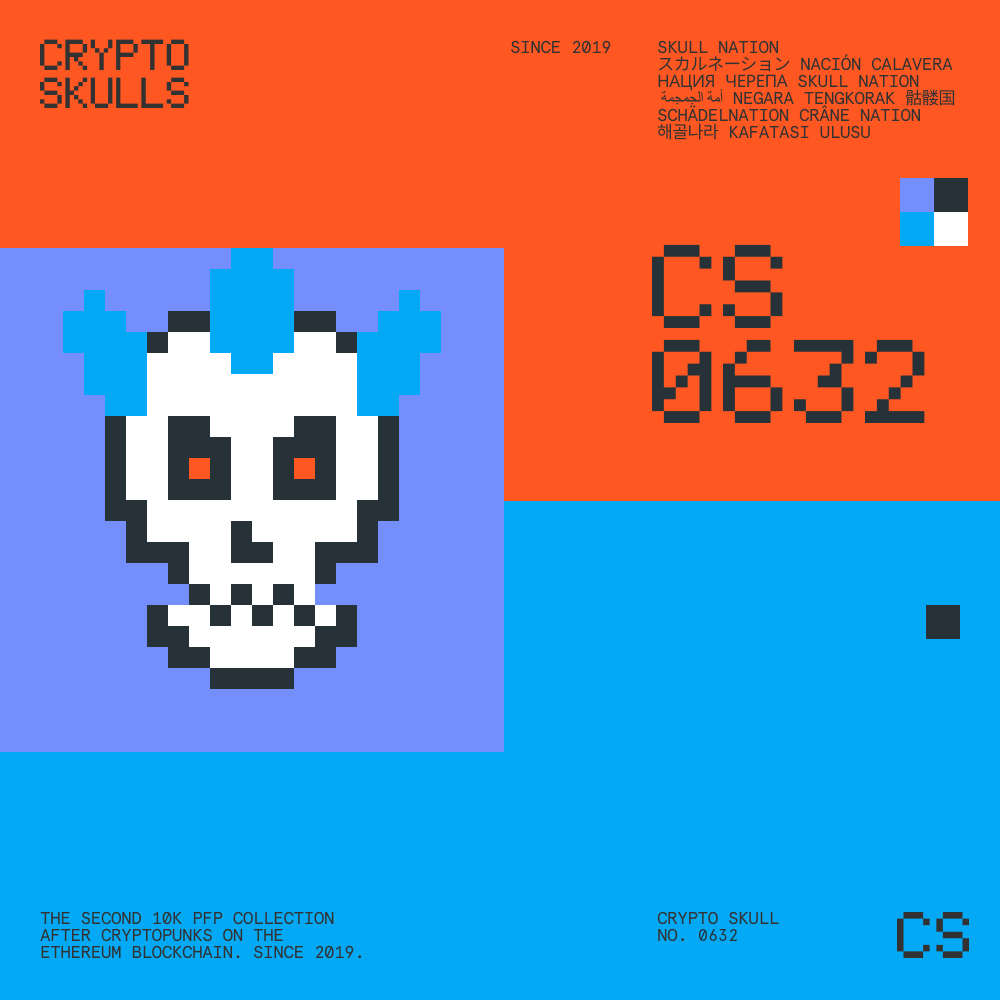 CRYPTO
SKULLS
SINCE 2019
SKULL NATION
スカルネーション NACIÓN CALAVERA
НАЦИЯ ЧЕРЕПА SKULL NATION
أمة الجمجمة NEGARA TENGKORAK 骷髅国
SCHÄDELNATION CRÂNE NATION
해골나라 KAFATASI ULUSU
CS
0632
THE SECOND 10K PFP COLLECTION
AFTER CRYPTOPUNKS ON THE
ETHEREUM BLOCKCHAIN. SINCE 2019.
CRYPTO SKULL
NO. 0632
CS